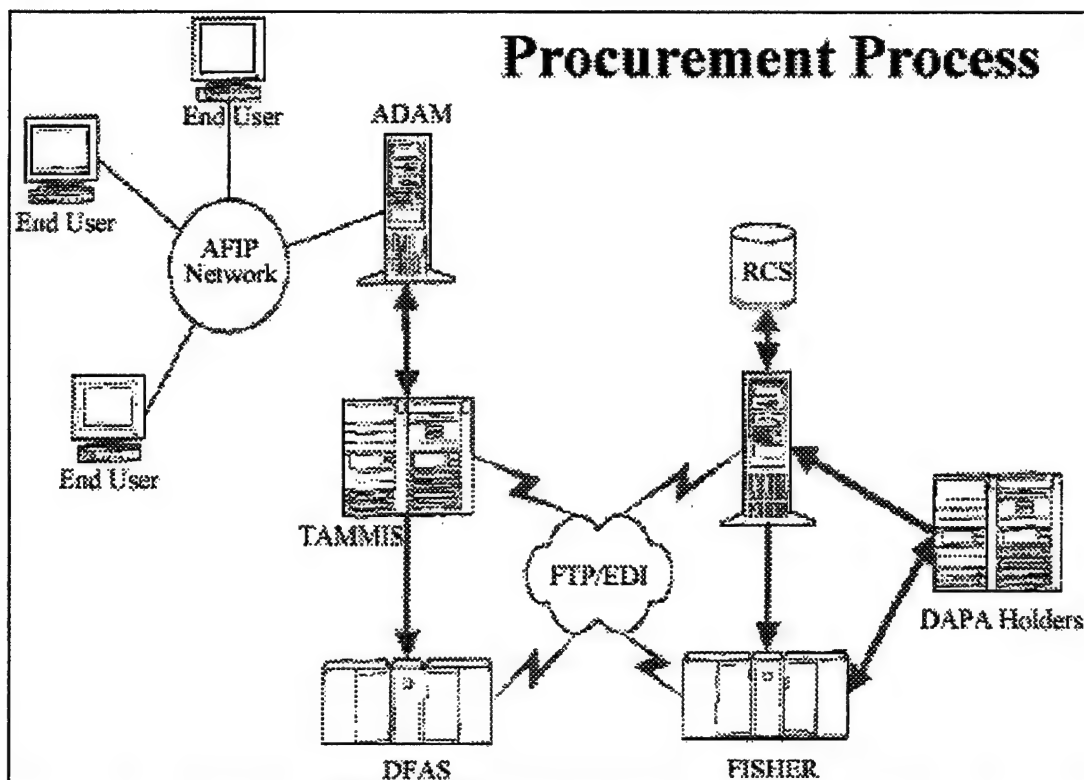 Procurement Process
End User
ADAM
End User
AFIP
Network
RCS
End User
TAMMIS
FTP/EDI
DAPA Holders
DFAS
FISHER